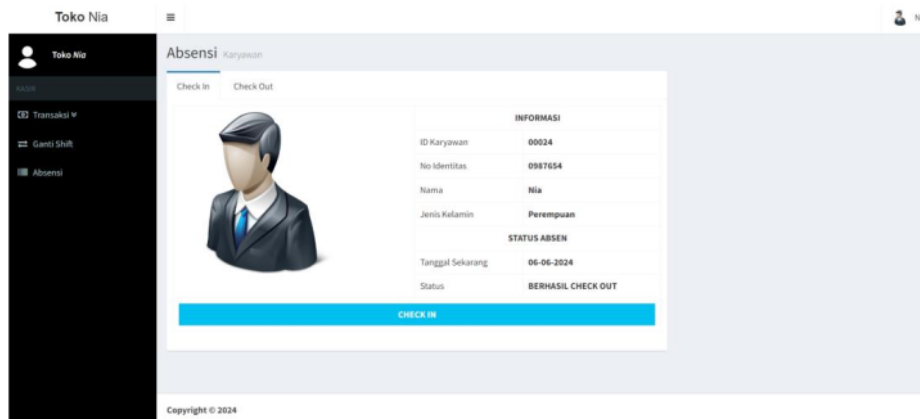 Toko Nia
N
Toko Nia
KASIR
Transaksi
Ganti Shift
Absensi
Absensi Karyawan
Check In Check Out
INFORMASI
ID Karyawan 00024
No Identitas 0987654
Nama Nia
Jenis Kelamin Perempuan
STATUS ABSEN
Tanggal Sekarang 06-06-2024
Status BERHASIL CHECK OUT
CHECK IN
Copyright © 2024